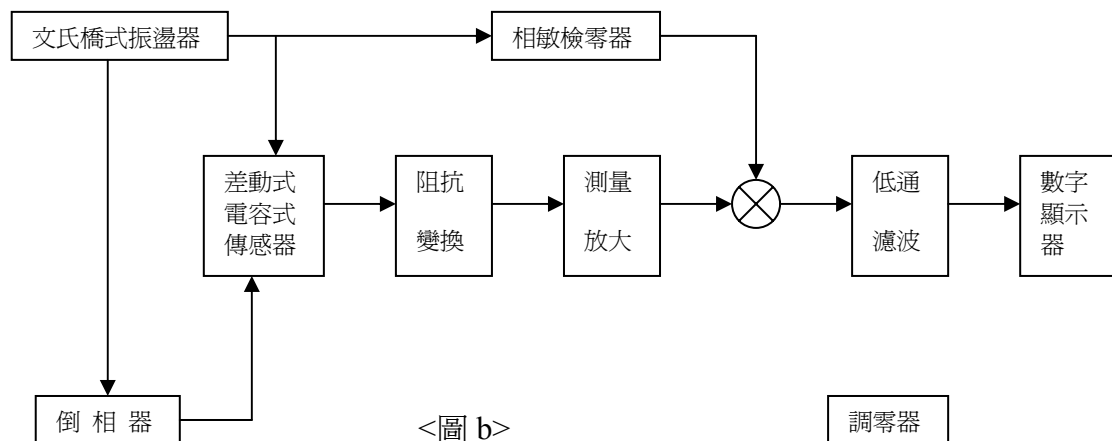 文氏橋式振盪器
相敏檢零器
差動式
電容式
傳感器
阻抗
變換
測量
放大
低通
濾波
數字
顯示
器
倒 相 器
<圖 b>
調零器